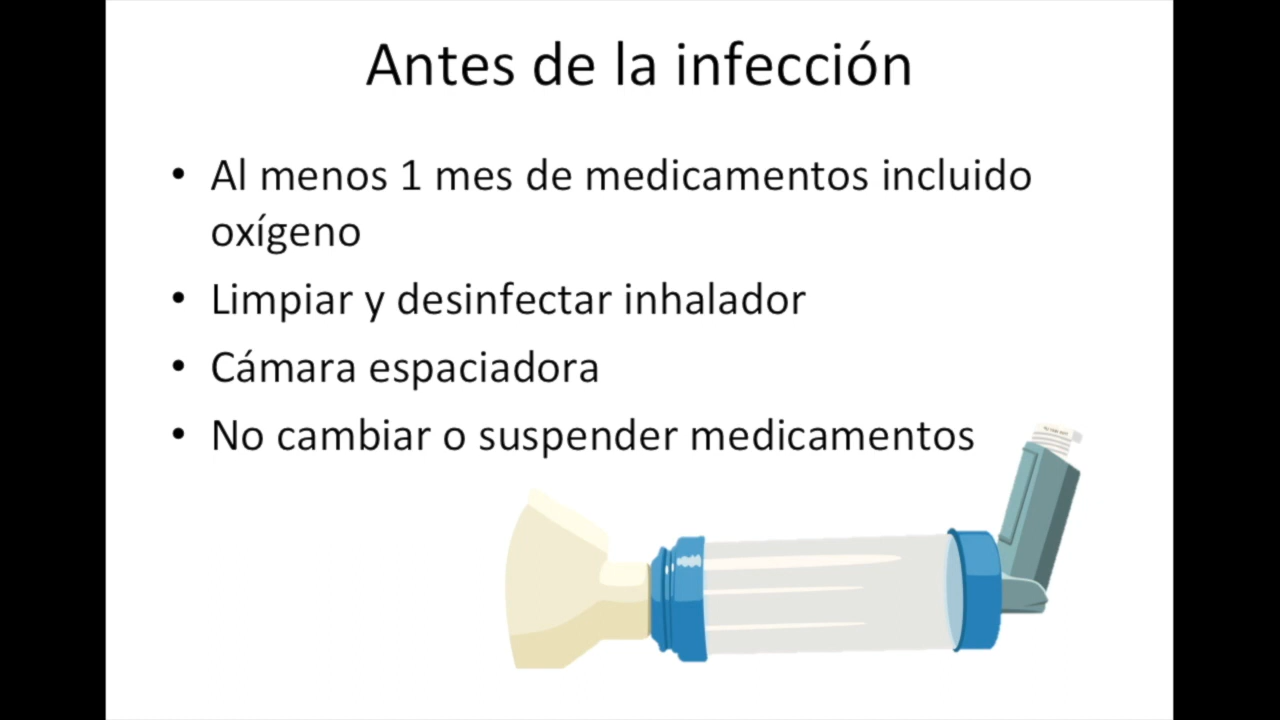 Antes de la infección
• Al menos 1 mes de medicamentos incluido
oxígeno
• Limpiar y desinfectar inhalador
• Cámara espaciadora
• No cambiar o suspender medicamentos